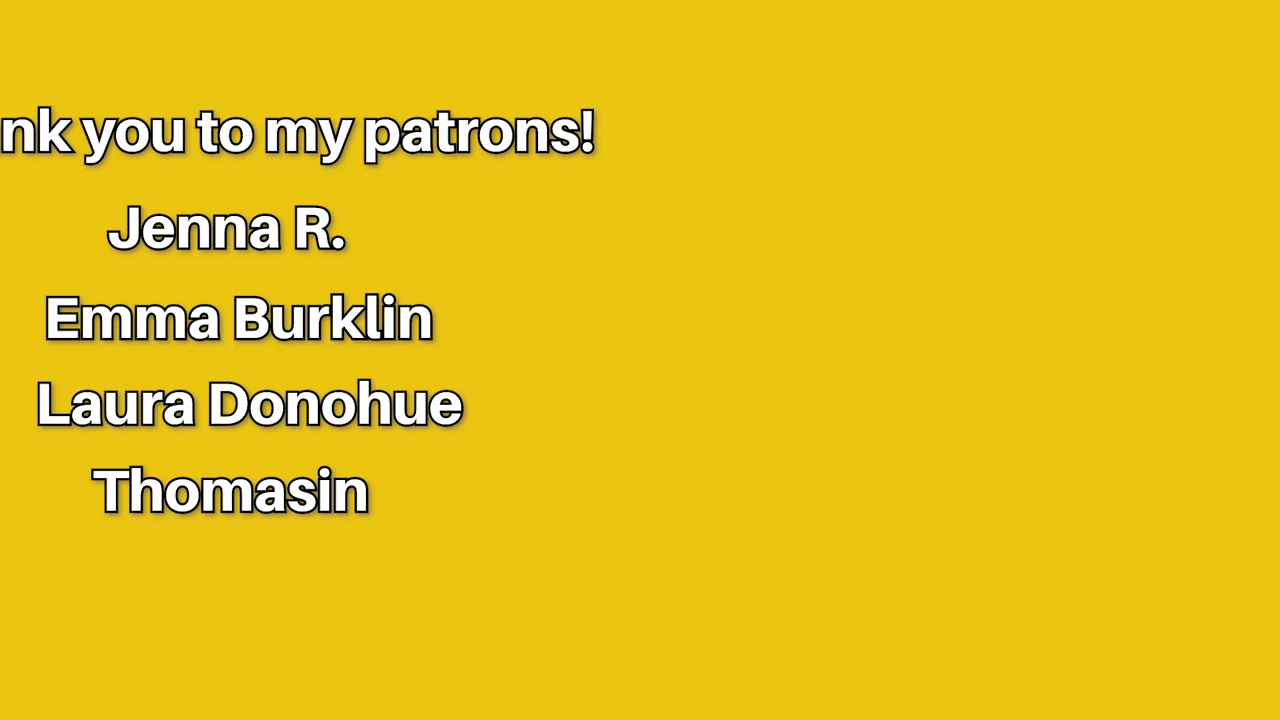 nk you to my patrons!
Jenna R.
Emma Burklin
Laura Donohue
Thomasin